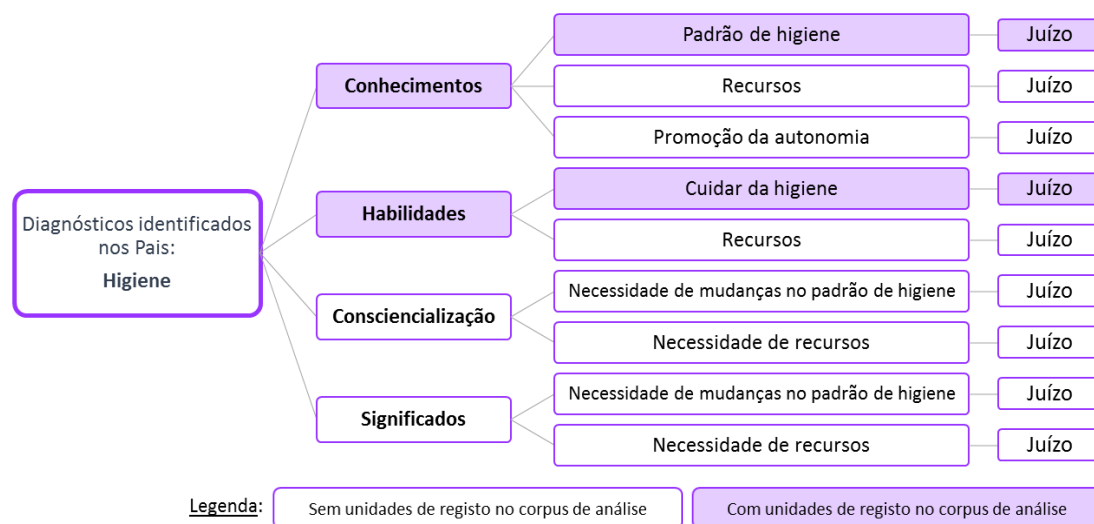 Diagnósticos identificados
nos Pais:
Higiene
Conhecimentos
Padrão de higiene
Juízo
Recursos
Juízo
Promoção da autonomia
Juízo
Habilidades
Cuidar da higiene
Juízo
Recursos
Juízo
Consciencialização
Necessidade de mudanças no padrão de higiene
Juízo
Necessidade de recursos
Juízo
Significados
Necessidade de mudanças no padrão de higiene
Juízo
Necessidade de recursos
Juízo
Legenda:
Sem unidades de registo no corpus de análise
Com unidades de registo no corpus de análise